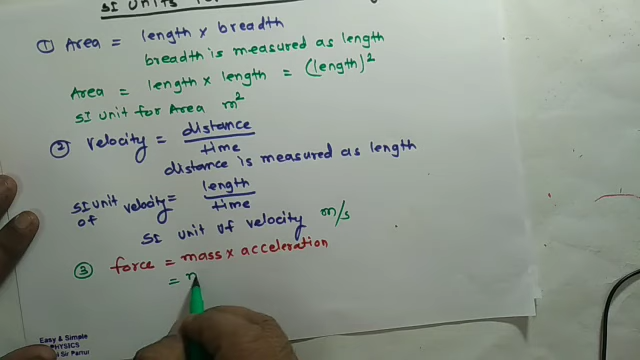 SI Units
① Area = length × breadth
breadth is measured as length
Area = length × length = (length)²
SI unit for Area m²
② velocity = distance / time
distance is measured as length
SI unit of velocity = length / time
SI unit of velocity m/s
③ force = mass × acceleration
=
Easy & Simple
PHYSICS
Sir Parrur